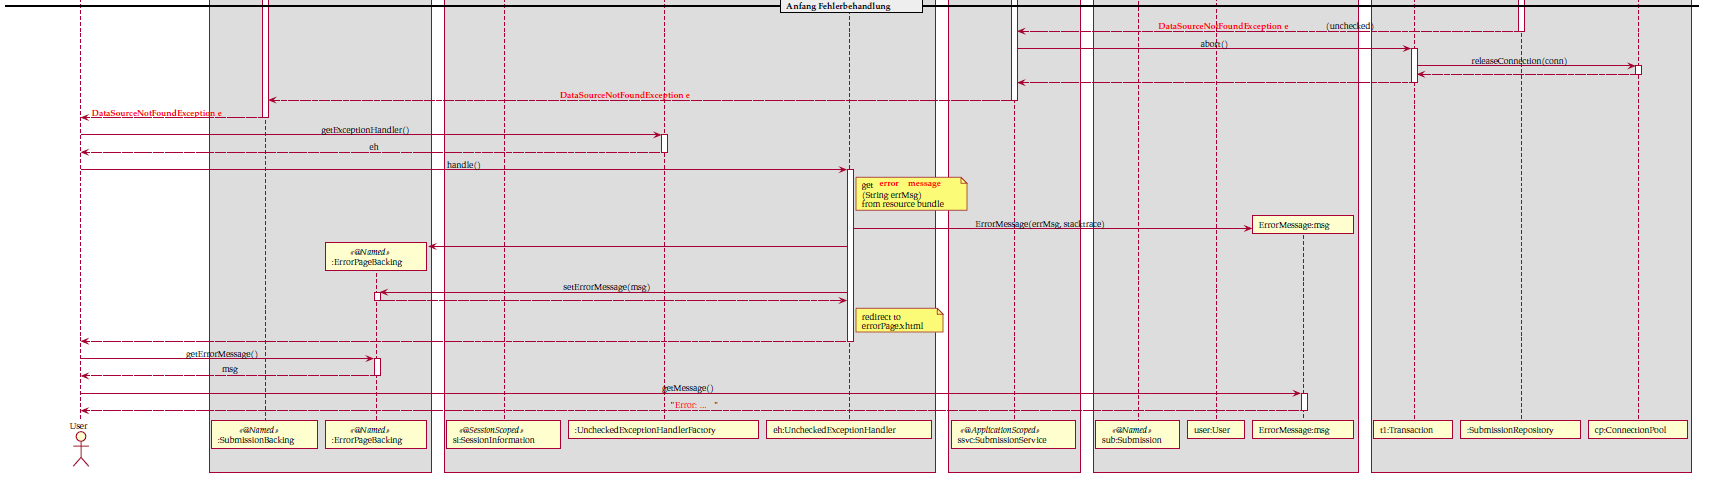 Anfang Fehlerbehandlung
DataSourceNotFoundException e (unchecked)
abort()
releaseConnection(conn)
DataSourceNotFoundException e
DataSourceNotFoundException e
getExceptionHandler()
eh
handle()
get error message
(String errMsg)
from resource bundle
ErrorMessage(errMsg, stacktrace)
ErrorMessage:msg
«@Named»
:ErrorPageBacking
setErrorMessage(msg)
redirect to
errorPage.xhtml
getErrorMessage()
msg
getMessage()
"Error: ... "
User
«@Named»
:SubmissionBacking
«@Named»
:ErrorPageBacking
«@SessionScoped»
si:SessionInformation
:UncheckedExceptionHandlerFactory
eh:UncheckedExceptionHandler
«@ApplicationScoped»
ssvc:SubmissionService
«@Named»
sub:Submission
user:User
ErrorMessage:msg
t1:Transaction
:SubmissionRepository
cp:ConnectionPool